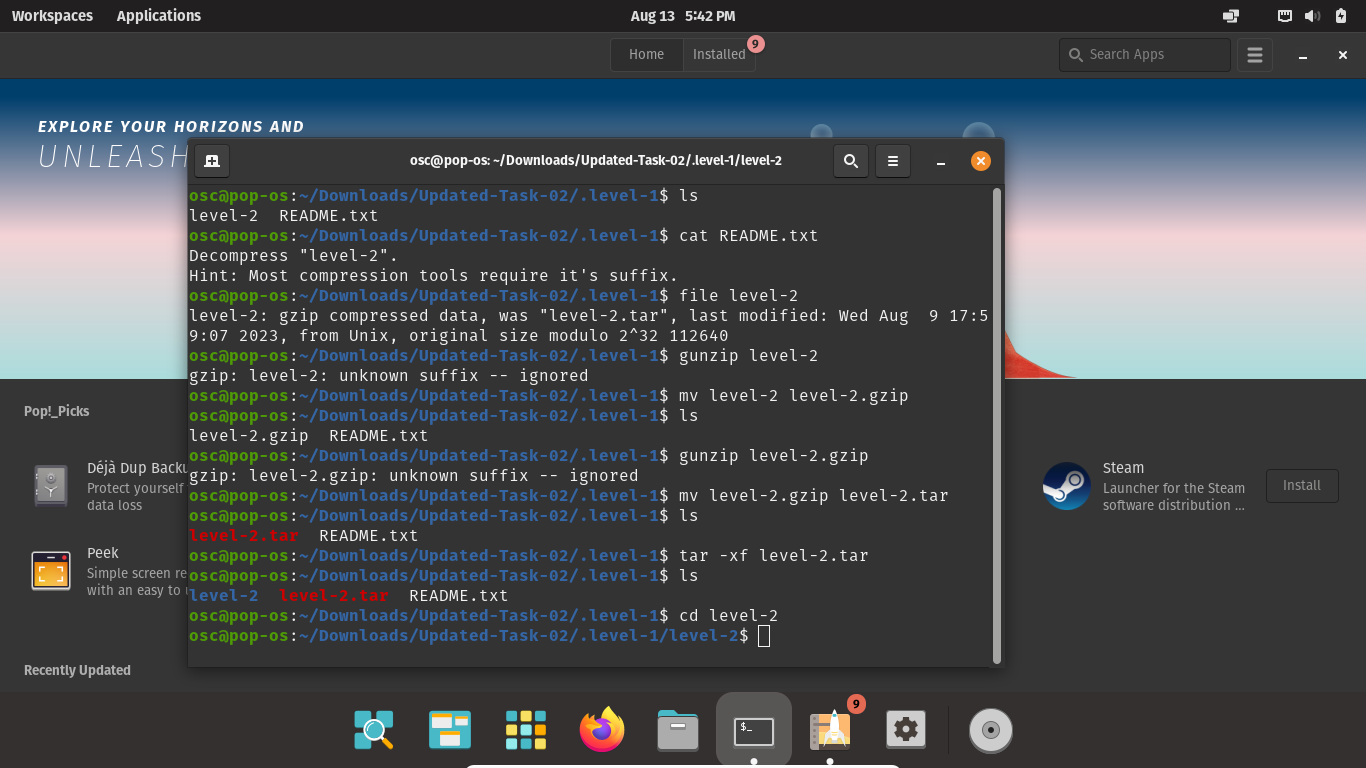 Workspaces Applications Aug 13 5:42 PM
Home Installed 9 Search Apps
EXPLORE YOUR HORIZONS AND
UNLEASH
osc@pop-os: ~/Downloads/Updated-Task-02/.level-1/level-2
osc@pop-os:~/Downloads/Updated-Task-02/.level-1$ ls
level-2  README.txt
osc@pop-os:~/Downloads/Updated-Task-02/.level-1$ cat README.txt
Decompress "level-2".
Hint: Most compression tools require it's suffix.
osc@pop-os:~/Downloads/Updated-Task-02/.level-1$ file level-2
level-2: gzip compressed data, was "level-2.tar", last modified: Wed Aug  9 17:5
9:07 2023, from Unix, original size modulo 2^32 112640
osc@pop-os:~/Downloads/Updated-Task-02/.level-1$ gunzip level-2
gzip: level-2: unknown suffix -- ignored
osc@pop-os:~/Downloads/Updated-Task-02/.level-1$ mv level-2 level-2.gzip
osc@pop-os:~/Downloads/Updated-Task-02/.level-1$ ls
level-2.gzip  README.txt
osc@pop-os:~/Downloads/Updated-Task-02/.level-1$ gunzip level-2.gzip
gzip: level-2.gzip: unknown suffix -- ignored
osc@pop-os:~/Downloads/Updated-Task-02/.level-1$ mv level-2.gzip level-2.tar
osc@pop-os:~/Downloads/Updated-Task-02/.level-1$ ls
level-2.tar  README.txt
osc@pop-os:~/Downloads/Updated-Task-02/.level-1$ tar -xf level-2.tar
osc@pop-os:~/Downloads/Updated-Task-02/.level-1$ ls
level-2  level-2.tar  README.txt
osc@pop-os:~/Downloads/Updated-Task-02/.level-1$ cd level-2
osc@pop-os:~/Downloads/Updated-Task-02/.level-1/level-2$
Pop!_Picks
Déjà Dup Backu
Protect yourself
data loss
Peek
Simple screen re
with an easy to
Steam
Launcher for the Steam
software distribution ...
Install
Recently Updated
$_
9